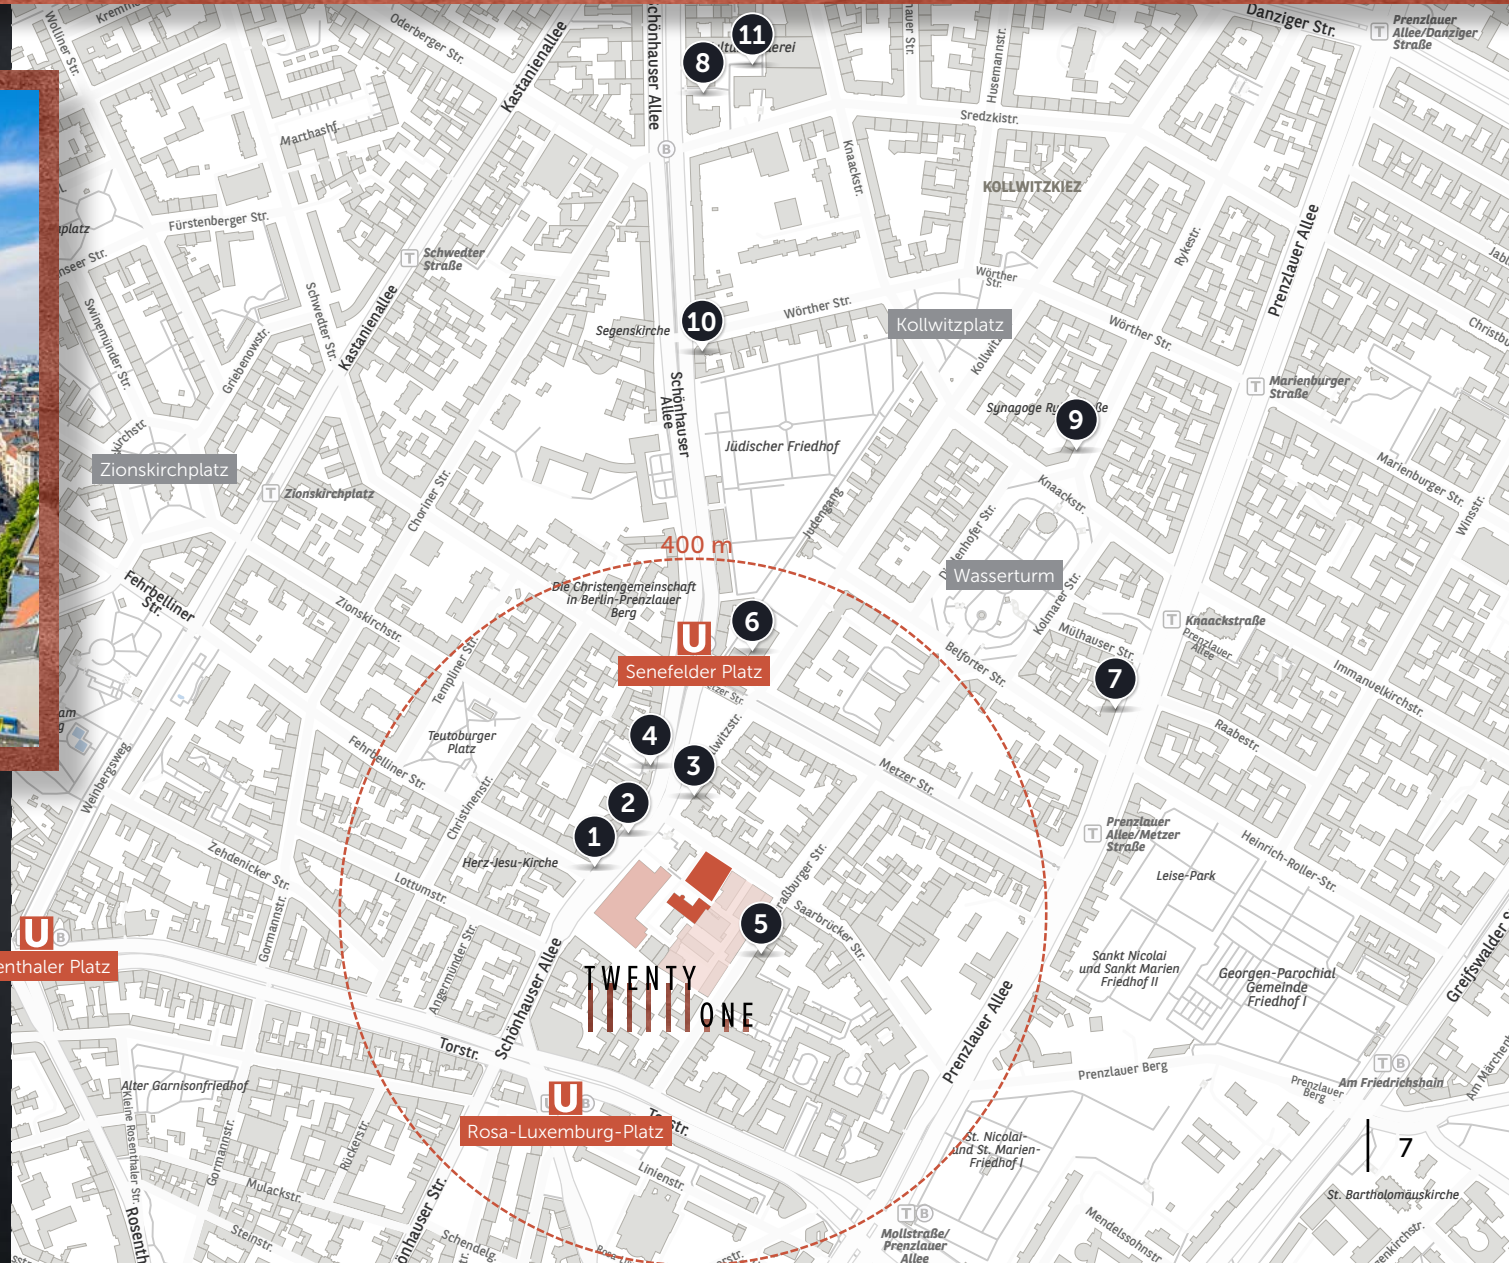 Oderberger Str.
Kastanienallee
Schönhauser Allee
11
8
Husemannstr.
Danziger Str.
Prenzlauer
Allee/Danziger
Straße
Wolliner Str.
Marthashf.
Sredzkistr.
Knaackstr.
KOLLWITZKIEZ
B
T
Fürstenberger Str.
Schwedter
Straße
T
Schwedter Str.
Kastanienallee
Swinemünder Str.
Griebenowstr.
Segenskirche
10
Wörther Str.
Wörther
Str.
Kollwitzplatz
Rykestr.
Prenzlauer Allee
Wörther Str.
T
Marienburger
Straße
Schönhauser
Allee
Jüdischer Friedhof
9
Zionskirchplatz
T
Zionskirchplatz
Choriner Str.
Judengang
Knaackstr.
Marienburger Str.
Winsstr.
400 m
Wasserturm
Kolmarer Str.
Fehrbelliner
Str.
Zionskirchstr.
Die Christengemeinschaft
in Berlin-Prenzlauer
Berg
U
Senefelder Platz
6
Belforter Str.
Mülhauser Str.
T
Knaackstraße
Prenzlauer
Allee
Immanuelkirchstr.
7
Templiner Str.
Teutoburger
Platz
4
3
Raabestr.
Weinbergsweg
Fehrbelliner Str.
Christinenstr.
2
1
Metzer Str.
T
Prenzlauer
Allee/Metzer
Straße
Heinrich-Roller-Str.
Zehdenicker Str.
Herz-Jesu-Kirche
Lottumstr.
Gormannstr.
Angermünder Str.
5
Saarbrücker Str.
Leise-Park
Sankt Nicolai
und Sankt Marien
Friedhof II
Georgen-Parochial
Gemeinde
Friedhof I
Greifswalder S
U
B
enthaler Platz
TWENTY
ONE
Schönhauser Allee
Prenzlauer Allee
Torstr.
Prenzlauer Berg
Prenzlauer
Berg
T B
Am Friedrichshain
Alter Garnisonfriedhof
Kleine Rosenthaler Str.
Gormannstr.
Rückerstr.
U
B
Rosa-Luxemburg-Platz
St. Nicolai-
und St. Marien-
Friedhof I
7
Linienstr.
Mulackstr.
Steinstr.
Schendelg.
T B
Mollstraße/
Prenzlauer
Allee
Mendelssohnstr.
St. Bartholomäuskirche